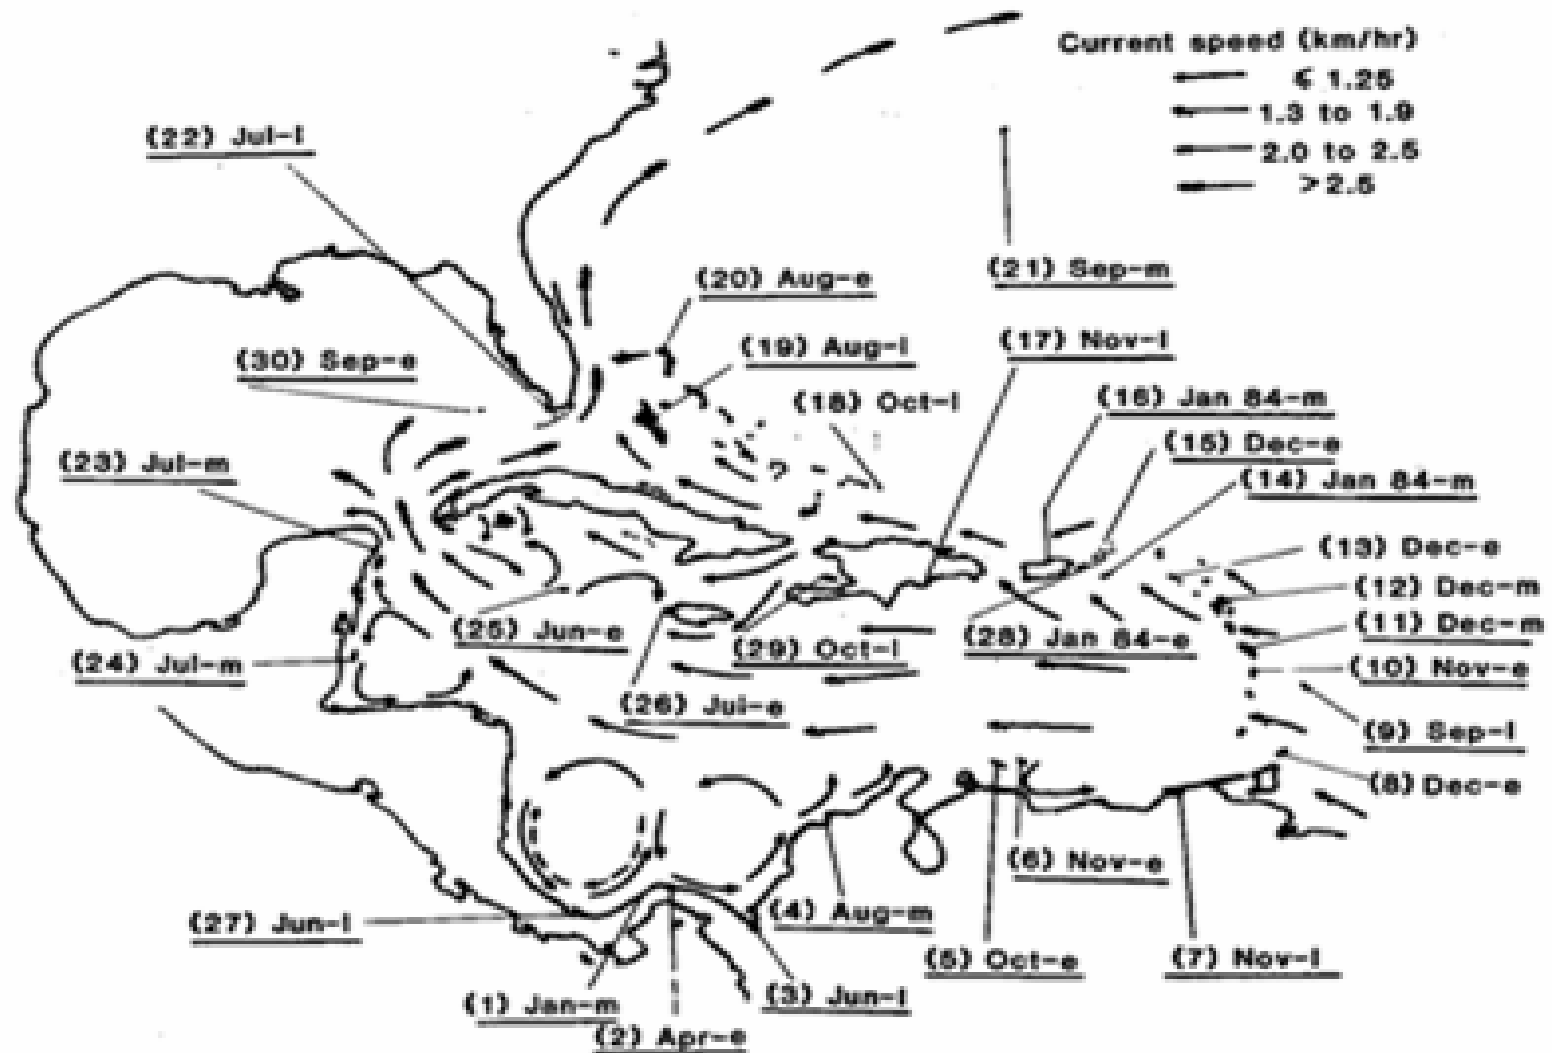 Current speed (km/hr)
≤ 1.25
1.3 to 1.9
2.0 to 2.5
> 2.5
(22) Jul-l
(21) Sep-m
(20) Aug-e
(17) Nov-l
(19) Aug-l
(30) Sep-e
(18) Oct-l
(16) Jan 84-m
(15) Dec-e
(23) Jul-m
(14) Jan 84-m
?
(13) Dec-e
(12) Dec-m
(11) Dec-m
(25) Jun-e
(28) Jan 84-e
(29) Oct-l
(24) Jul-m
(10) Nov-e
(26) Jul-e
(9) Sep-l
(8) Dec-e
(6) Nov-e
(4) Aug-m
(27) Jun-l
(5) Oct-e
(7) Nov-l
(1) Jan-m
(3) Jun-l
(2) Apr-e